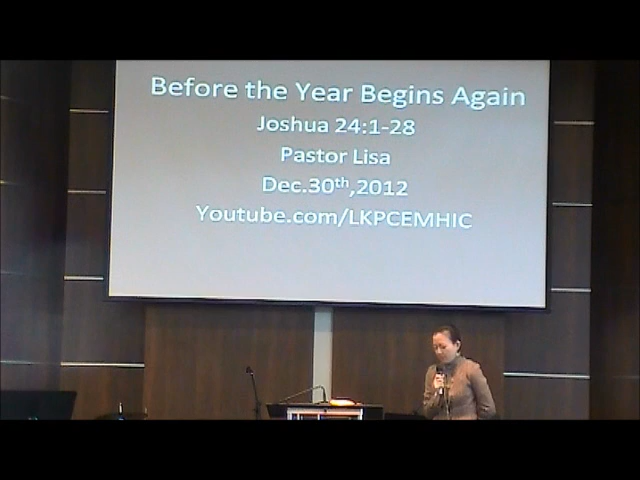 Before the Year Begins Again
Joshua 24:1-28
Pastor Lisa
Dec.30th,2012
Youtube.com/LKPCEMHIC